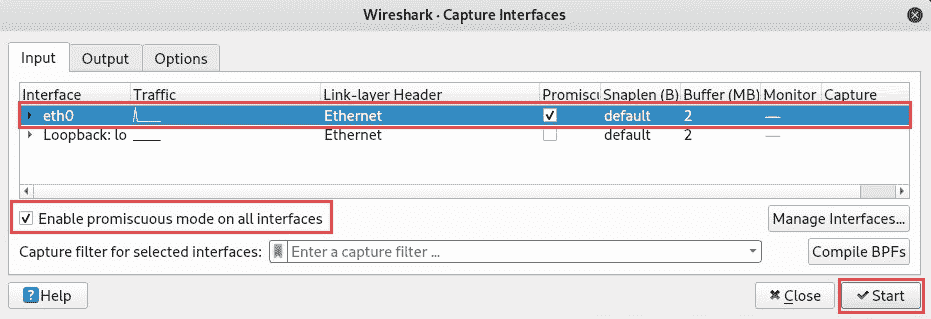 Wireshark · Capture Interfaces
Input Output Options
Interface Traffic Link-layer Header Promiscu Snaplen (B) Buffer (MB) Monitor Capture
eth0 Ethernet default 2 —
Loopback: lo Ethernet default 2 —
Enable promiscuous mode on all interfaces
Manage Interfaces...
Capture filter for selected interfaces: Enter a capture filter ... Compile BPFs
Help Close Start